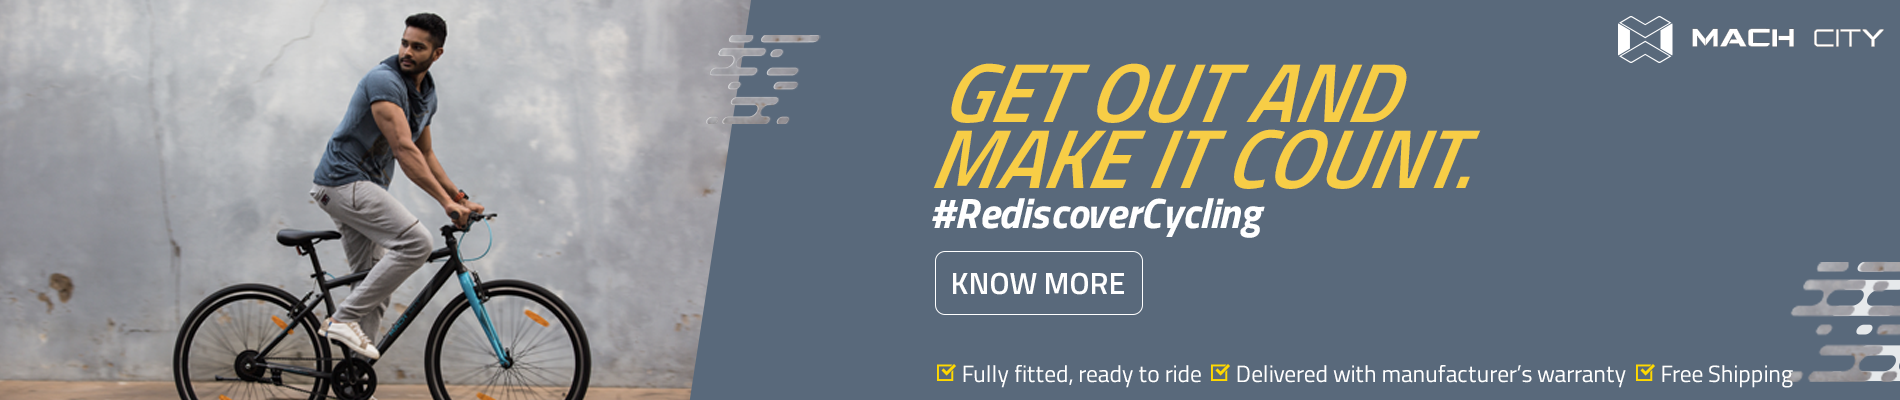 MACH CITY
GET OUT AND
MAKE IT COUNT.
#RediscoverCycling
KNOW MORE
Fully fitted, ready to ride Delivered with manufacturer's warranty Free Shipping